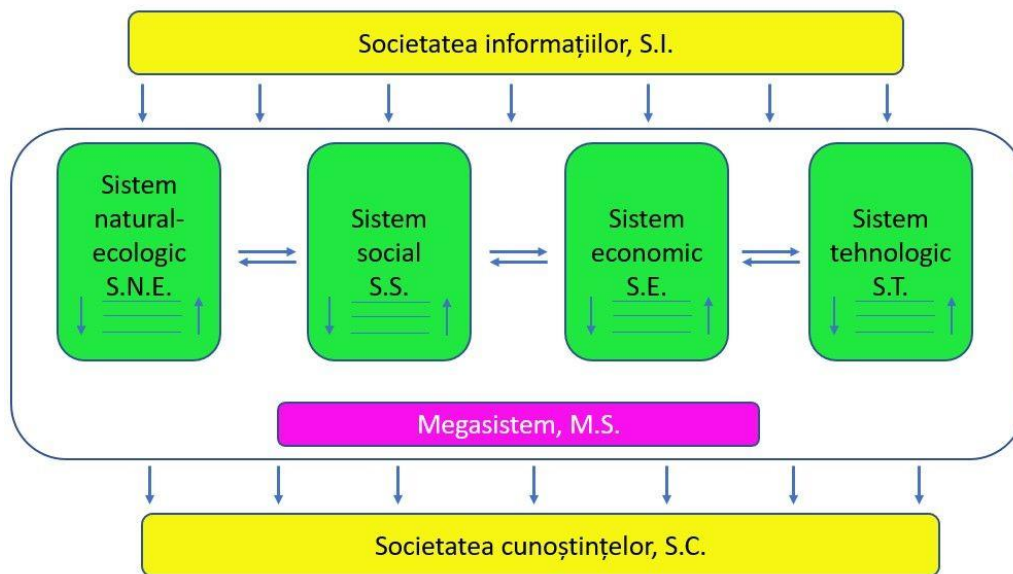 Societatea informațiilor, S.I.
Sistem
natural-
ecologic
S.N.E.
Sistem
social
S.S.
Sistem
economic
S.E.
Sistem
tehnologic
S.T.
Megasistem, M.S.
Societatea cunoștințelor, S.C.